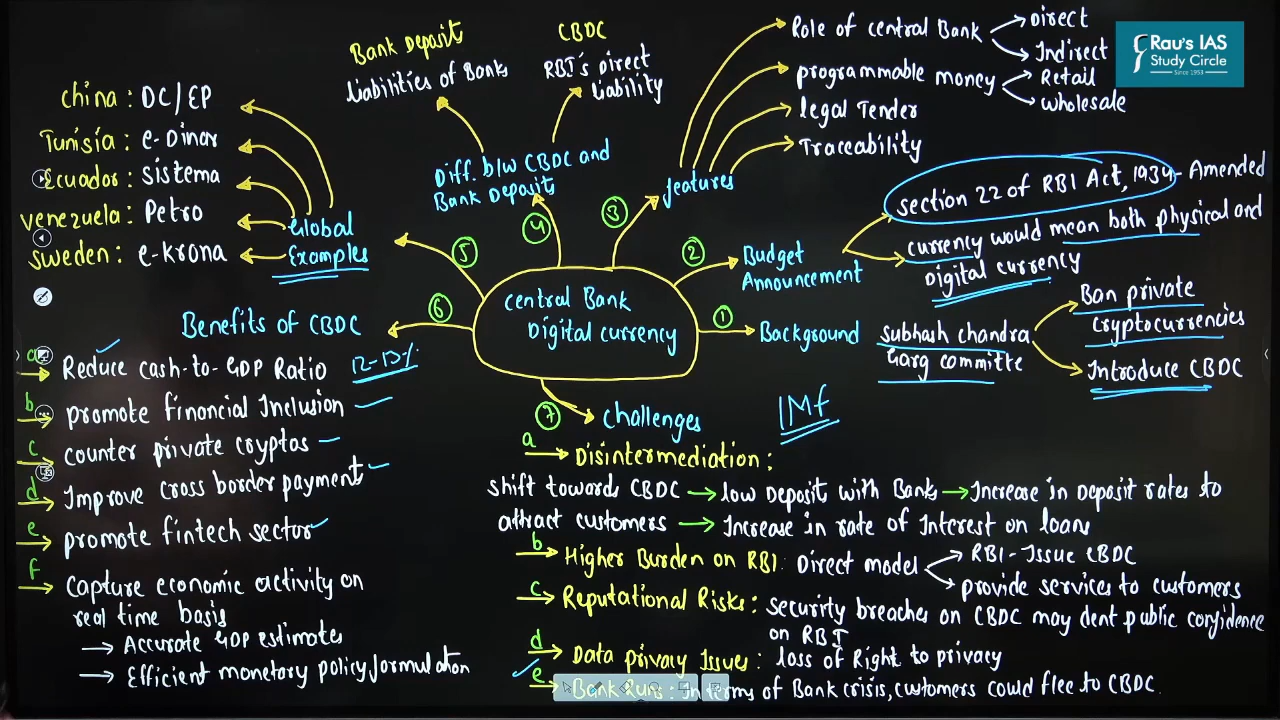 Rau's IAS
Study Circle
Since 1953
Central Bank
Digital currency
① Background
Subhash chandra
Garg committe
Ban private
cryptocurrencies
Introduce CBDC
② Budget
Announcement
section 22 of RBI Act, 1934 - Amended
currency would mean both physical and
Digital currency
③ features
Role of central Bank
Direct
Indirect
programmable money
Retail
wholesale
legal Tender
Traceability
④ Diff. b/w CBDC and
Bank Deposit
Bank Deposit
Liabilities of Banks
CBDC
RBI's Direct
Liability
⑤ Global
Examples
China : DC/EP
Tunisia : e-Dinar
Ecuador : Sistema
venezuela : Petro
Sweden : e-krona
⑥ Benefits of CBDC
a Reduce cash-to-GDP Ratio 12-13%
b promote financial Inclusion
c counter private cryptos
d Improve cross border payment
e promote fintech sector
f capture economic activity on
real time basis
→ Accurate GDP estimates
→ Efficient monetary policy formulation
⑦ challenges
IMf
a Disintermediation :
shift towards CBDC → low Deposit with Banks → Increase in Deposit rates to
attract customers → Increase in rate of Interest on loans
b Higher Burden on RBI : Direct model
RBI - Issue CBDC
provide services to customers
c Reputational Risks : security breaches on CBDC may dent public confidence
on RBI
d Data privacy Issues : loss of Right to privacy
e Bank Runs : In terms of Bank crisis, customers could flee to CBDC.